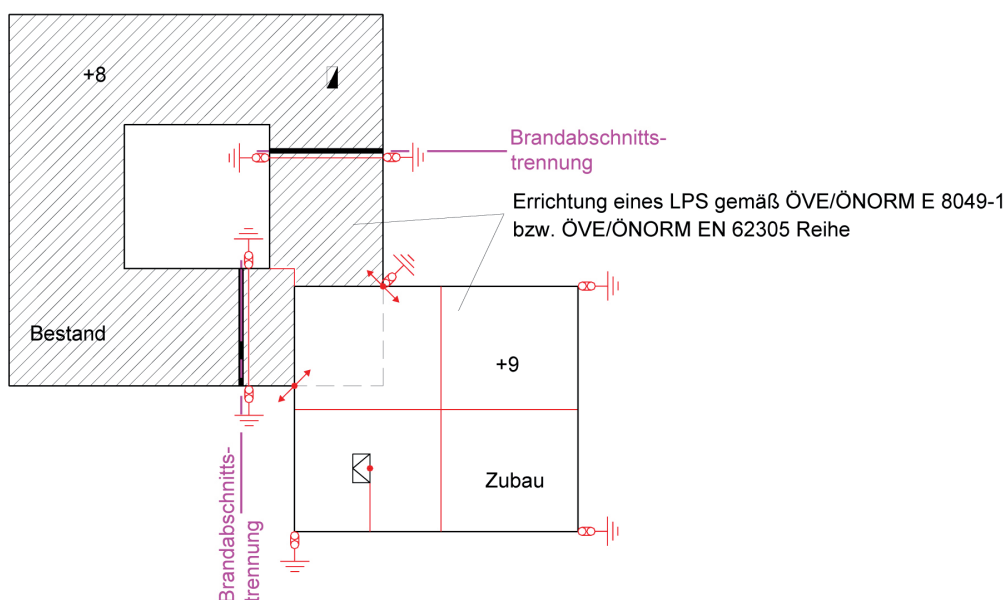 +8
Brandabschnitts-
trennung
Errichtung eines LPS gemäß ÖVE/ÖNORM E 8049-1
bzw. ÖVE/ÖNORM EN 62305 Reihe
Bestand
+9
Zubau
Brandabschnitts-
trennung